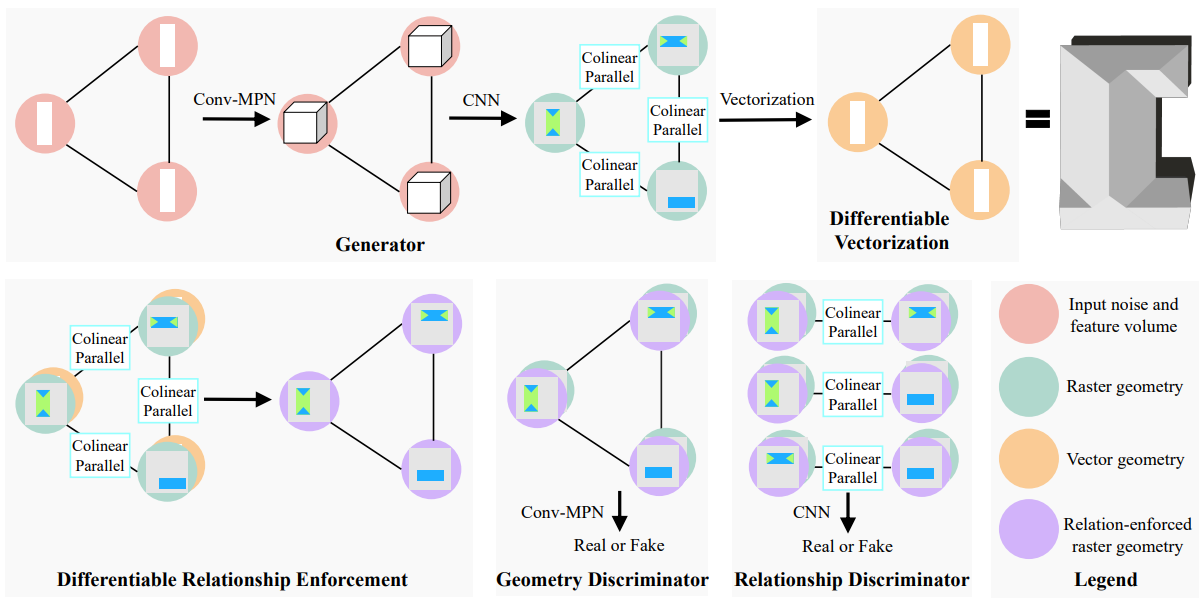 Conv-MPN
CNN
Colinear
Parallel
Colinear
Parallel
Colinear
Parallel
Vectorization
=
Generator
Differentiable
Vectorization
Colinear
Parallel
Colinear
Parallel
Colinear
Parallel
Differentiable Relationship Enforcement
Conv-MPN
Real or Fake
Geometry Discriminator
Colinear
Parallel
Colinear
Parallel
Colinear
Parallel
CNN
Real or Fake
Relationship Discriminator
Input noise and
feature volume
Raster geometry
Vector geometry
Relation-enforced
raster geometry
Legend